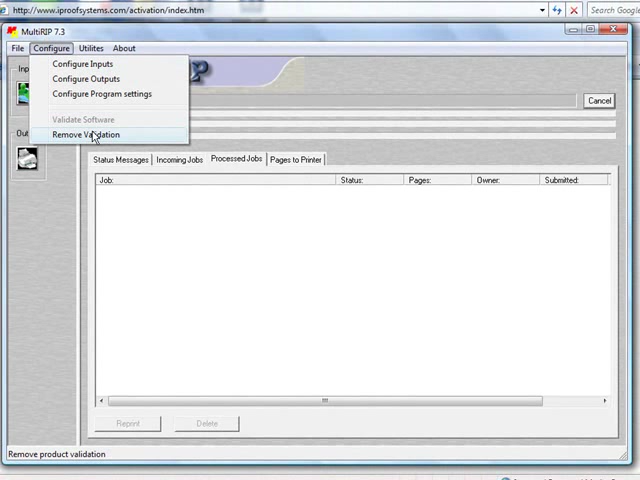 http://www.iproofsystems.com/activation/index.htm
Search Google
MultiRIP 7.3
File Configure Utilites About
Configure Inputs
Configure Outputs
Configure Program settings
Validate Software
Remove Validation
Cancel
Status Messages Incoming Jobs Processed Jobs Pages to Printer
Job: Status: Pages: Owner: Submitted:
Reprint Delete
Remove product validation